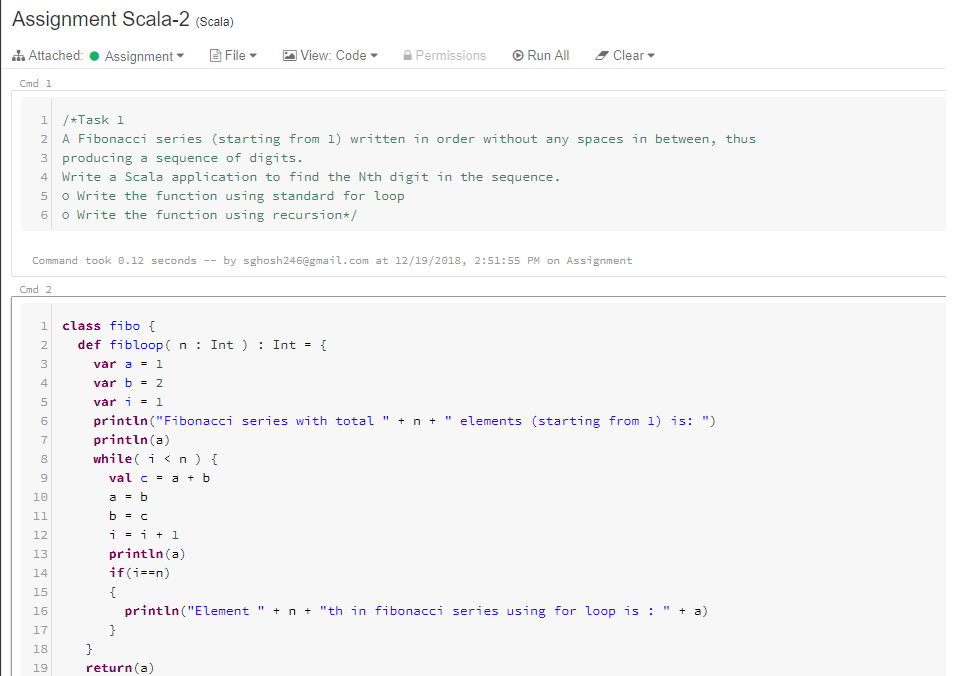 Assignment Scala-2 (Scala)
Attached: Assignment File View: Code Permissions Run All Clear
Cmd 1
1 /*Task 1
2 A Fibonacci series (starting from 1) written in order without any spaces in between, thus
3 producing a sequence of digits.
4 Write a Scala application to find the Nth digit in the sequence.
5 o Write the function using standard for loop
6 o Write the function using recursion*/
Command took 0.12 seconds -- by sghosh246@gmail.com at 12/19/2018, 2:51:55 PM on Assignment
Cmd 2
1 class fibo {
2 def fibloop( n : Int ) : Int = {
3 var a = 1
4 var b = 2
5 var i = 1
6 println("Fibonacci series with total " + n + " elements (starting from 1) is: ")
7 println(a)
8 while( i < n ) {
9 val c = a + b
10 a = b
11 b = c
12 i = i + 1
13 println(a)
14 if(i==n)
15 {
16 println("Element " + n + "th in fibonacci series using for loop is : " + a)
17 }
18 }
19 return(a)